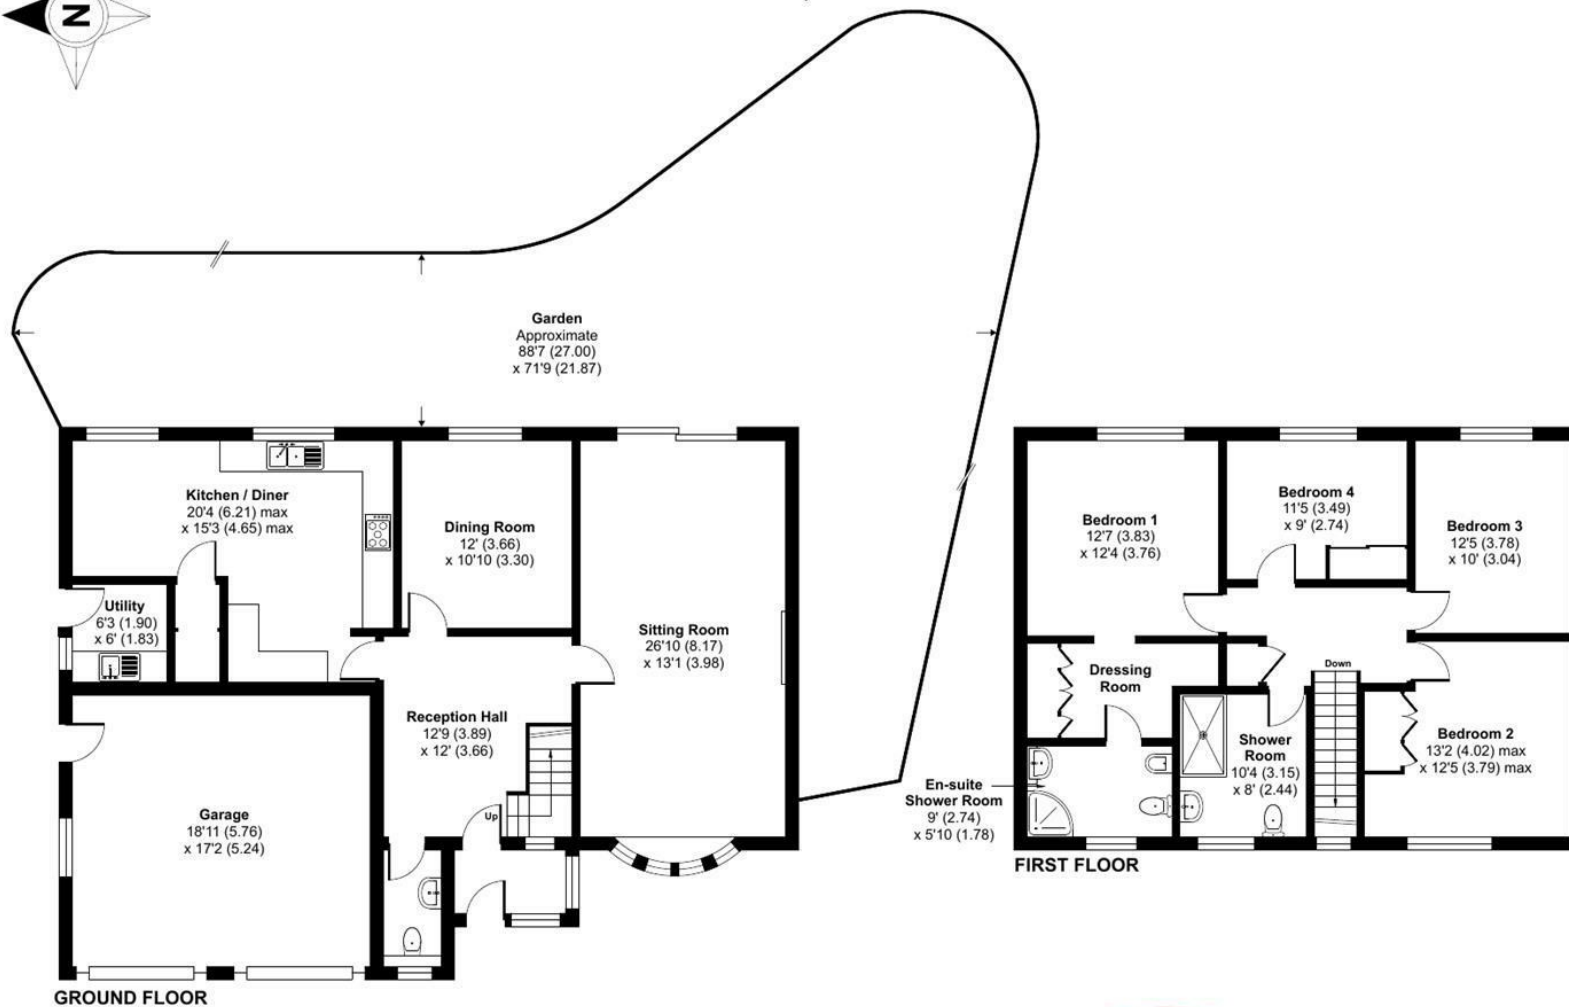 N
Garden
Approximate
88'7 (27.00)
x 71'9 (21.87)
Kitchen / Diner
20'4 (6.21) max
x 15'3 (4.65) max
Dining Room
12' (3.66)
x 10'10 (3.30)
Utility
6'3 (1.90)
x 6' (1.83)
Sitting Room
26'10 (8.17)
x 13'1 (3.98)
Reception Hall
12'9 (3.89)
x 12' (3.66)
Up
Garage
18'11 (5.76)
x 17'2 (5.24)
GROUND FLOOR
Bedroom 1
12'7 (3.83)
x 12'4 (3.76)
Bedroom 4
11'5 (3.49)
x 9' (2.74)
Bedroom 3
12'5 (3.78)
x 10' (3.04)
Dressing
Room
Down
Shower
Room
10'4 (3.15)
x 8' (2.44)
Bedroom 2
13'2 (4.02) max
x 12'5 (3.79) max
En-suite
Shower Room
9' (2.74)
x 5'10 (1.78)
FIRST FLOOR